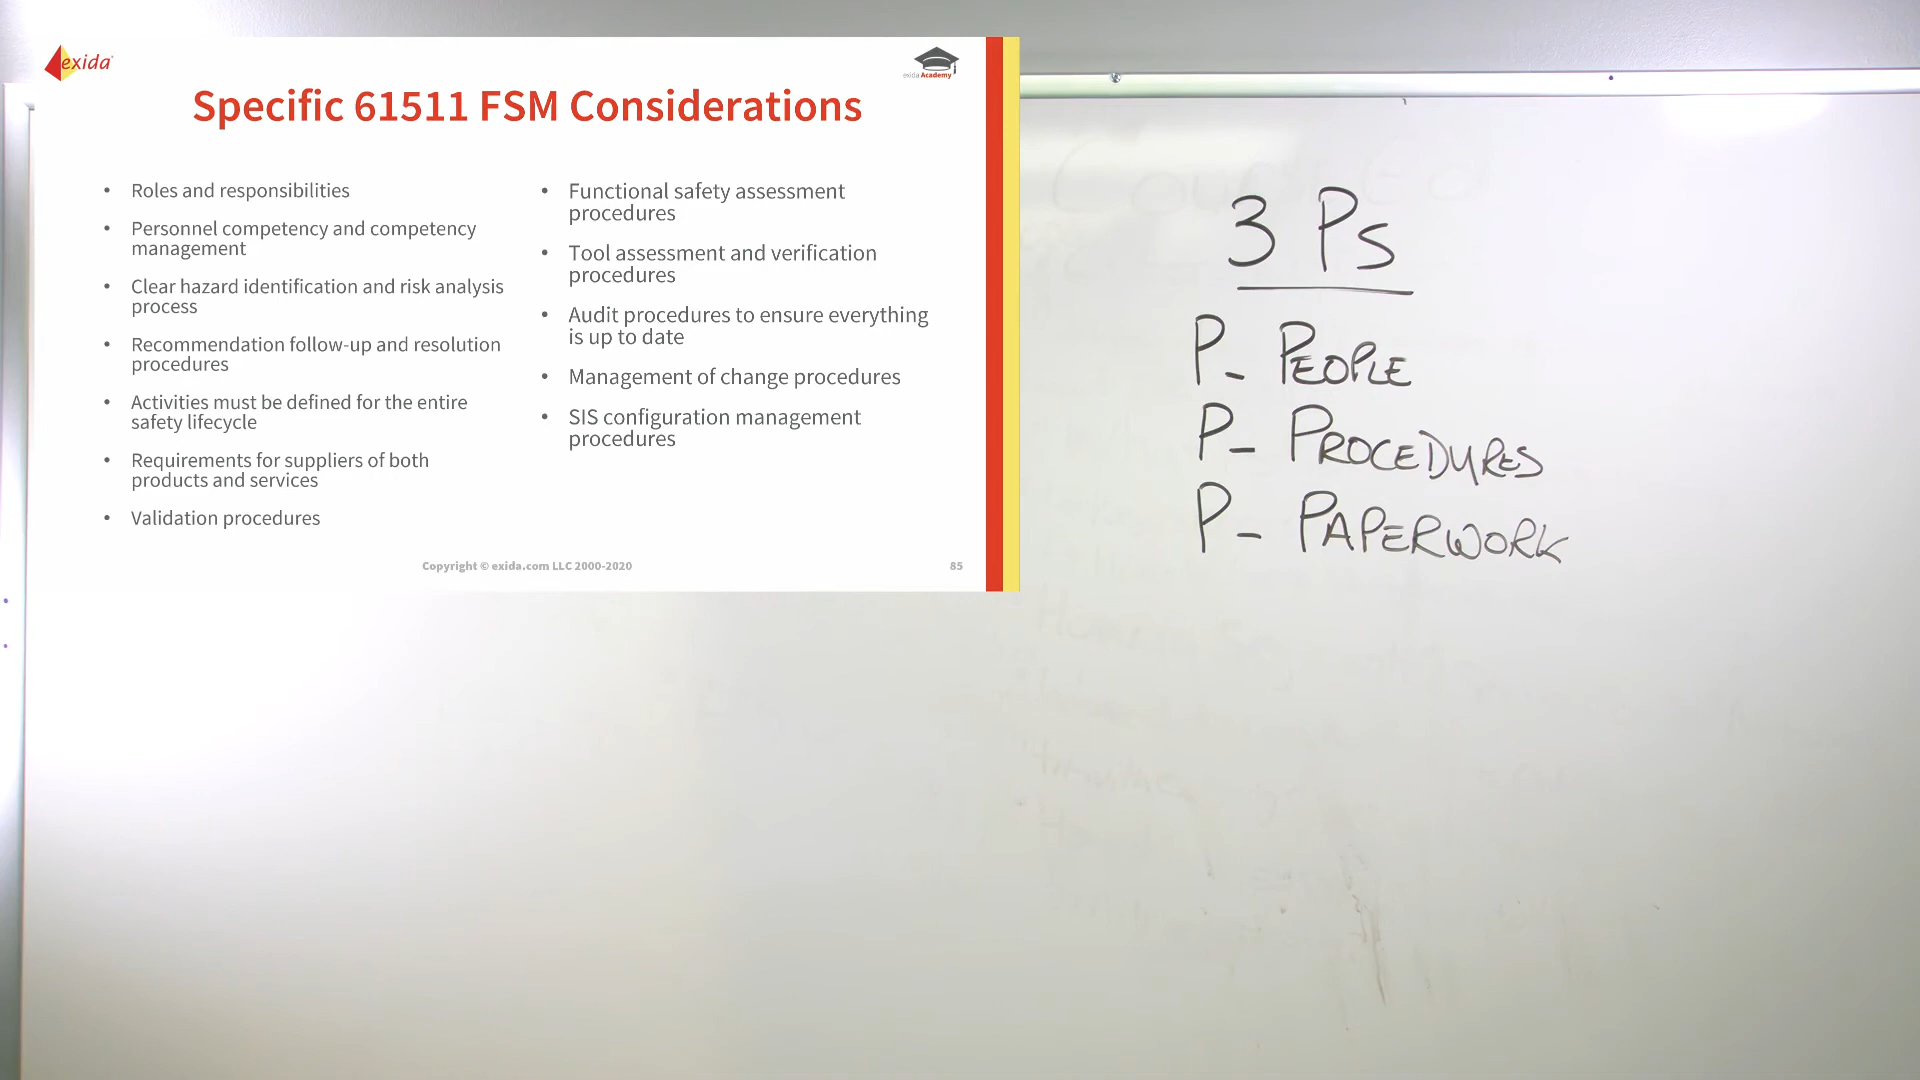 exida
exida Academy
Specific 61511 FSM Considerations
• Roles and responsibilities
• Personnel competency and competency
management
• Clear hazard identification and risk analysis
process
• Recommendation follow-up and resolution
procedures
• Activities must be defined for the entire
safety lifecycle
• Requirements for suppliers of both
products and services
• Validation procedures
• Functional safety assessment
procedures
• Tool assessment and verification
procedures
• Audit procedures to ensure everything
is up to date
• Management of change procedures
• SIS configuration management
procedures
Copyright © exida.com LLC 2000-2020
85
3 Ps
P- PEOPLE
P- PROCEDURES
P- PAPERWORK